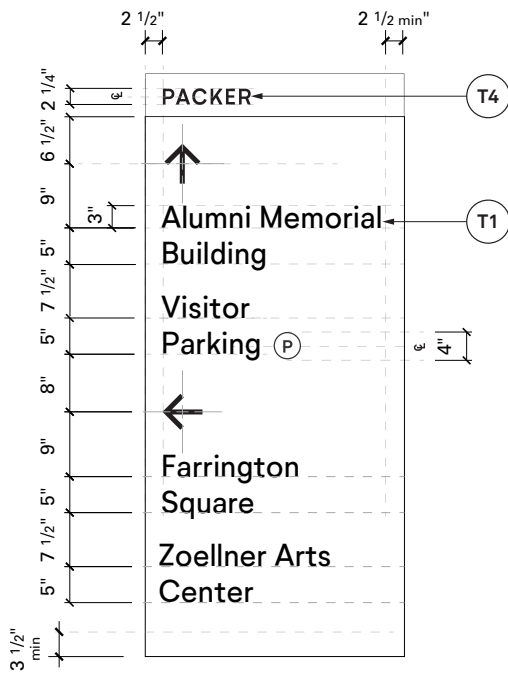 2 1/2"
2 1/2 min"
2 1/4"
℄
PACKER
T4
6 1/2"
9"
3"
Alumni Memorial
T1
5"
Building
7 1/2"
Visitor
5"
Parking P
℄ 4"
8"
9"
Farrington
5"
Square
7 1/2"
Zoellner Arts
5"
Center
3 1/2"
min